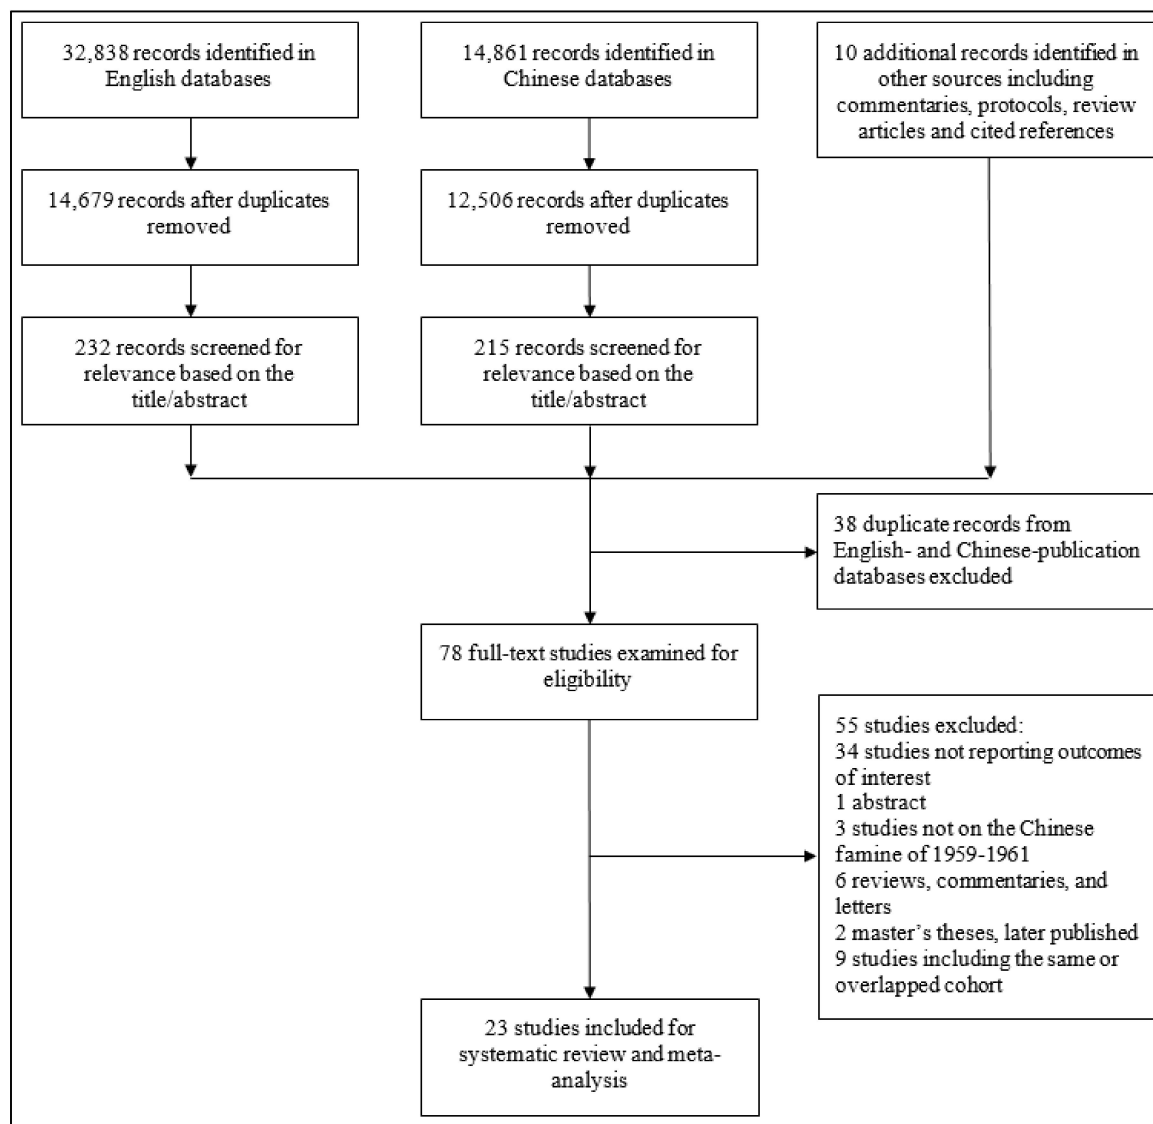 32,838 records identified in
English databases
14,861 records identified in
Chinese databases
10 additional records identified in
other sources including
commentaries, protocols, review
articles and cited references
14,679 records after duplicates
removed
12,506 records after duplicates
removed
232 records screened for
relevance based on the
title/abstract
215 records screened for
relevance based on the
title/abstract
38 duplicate records from
English- and Chinese-publication
databases excluded
78 full-text studies examined for
eligibility
55 studies excluded:
34 studies not reporting outcomes
of interest
1 abstract
3 studies not on the Chinese
famine of 1959-1961
6 reviews, commentaries, and
letters
2 master’s theses, later published
9 studies including the same or
overlapped cohort
23 studies included for
systematic review and meta-
analysis